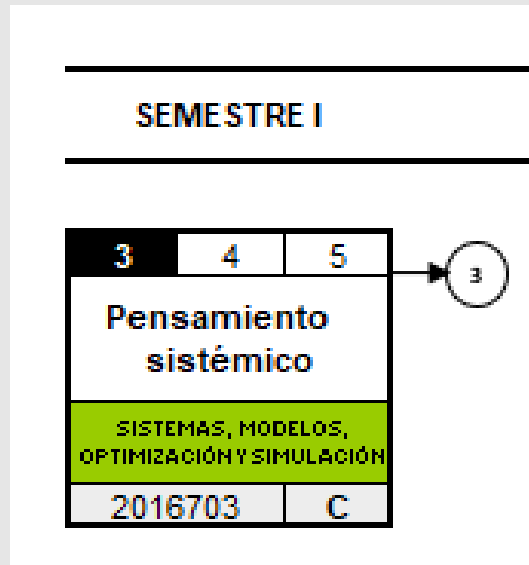 SEMESTRE I
3 4 5
3
Pensamiento
sistémico
SISTEMAS, MODELOS,
OPTIMIZACIÓN Y SIMULACIÓN
2016703 C